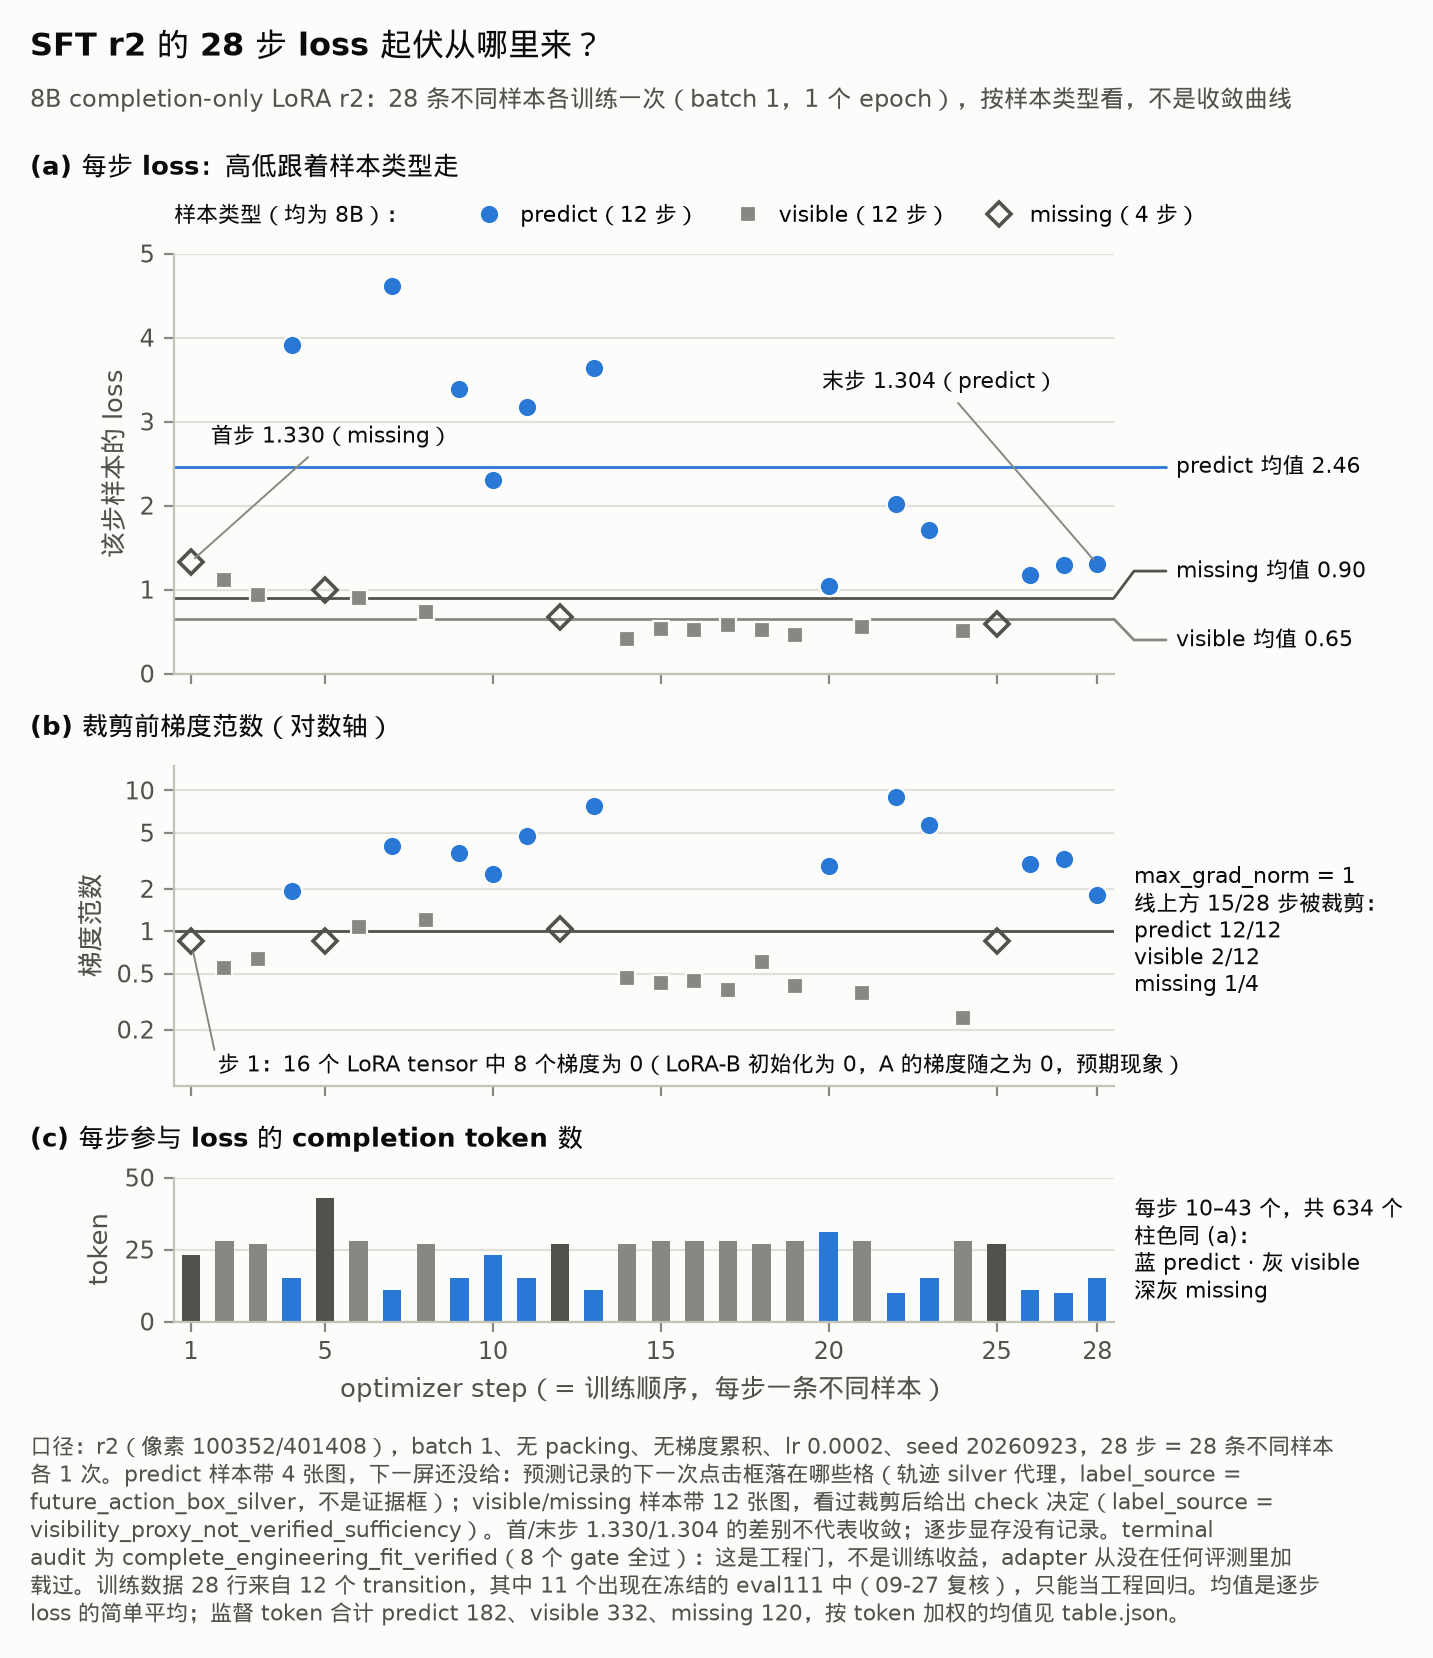 SFT r2 的 28 步 loss 起伏从哪里来？
8B completion-only LoRA r2：28 条不同样本各训练一次（batch 1，1 个 epoch），按样本类型看，不是收敛曲线
(a) 每步 loss：高低跟着样本类型走
样本类型（均为 8B）： predict（12 步） visible（12 步） missing（4 步）
5
4
3
2
1
0
该步样本的 loss
首步 1.330（missing）
末步 1.304（predict）
predict 均值 2.46
missing 均值 0.90
visible 均值 0.65
(b) 裁剪前梯度范数（对数轴）
10
5
2
1
0.5
0.2
梯度范数
max_grad_norm = 1
线上方 15/28 步被裁剪：
predict 12/12
visible 2/12
missing 1/4
步 1：16 个 LoRA tensor 中 8 个梯度为 0（LoRA-B 初始化为 0，A 的梯度随之为 0，预期现象）
(c) 每步参与 loss 的 completion token 数
50
25
0
token
每步 10–43 个，共 634 个
柱色同 (a)：
蓝 predict · 灰 visible
深灰 missing
1 5 10 15 20 25 28
optimizer step（= 训练顺序，每步一条不同样本）
口径：r2（像素 100352/401408），batch 1、无 packing、无梯度累积、lr 0.0002、seed 20260923，28 步 = 28 条不同样本
各 1 次。predict 样本带 4 张图，下一屏还没给：预测记录的下一次点击框落在哪些格（轨迹 silver 代理，label_source =
future_action_box_silver，不是证据框）；visible/missing 样本带 12 张图，看过裁剪后给出 check 决定（label_source =
visibility_proxy_not_verified_sufficiency）。首/末步 1.330/1.304 的差别不代表收敛；逐步显存没有记录。terminal
audit 为 complete_engineering_fit_verified（8 个 gate 全过）：这是工程门，不是训练收益，adapter 从没在任何评测里加
载过。训练数据 28 行来自 12 个 transition，其中 11 个出现在冻结的 eval111 中（09-27 复核），只能当工程回归。均值是逐步
loss 的简单平均；监督 token 合计 predict 182、visible 332、missing 120，按 token 加权的均值见 table.json。